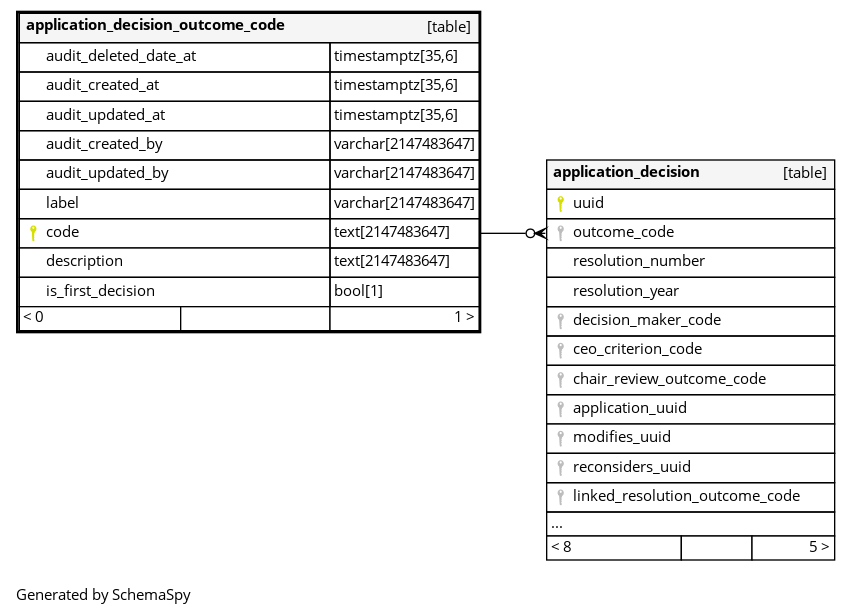 application_decision_outcome_code [table]
audit_deleted_date_at timestamptz[35,6]
audit_created_at timestamptz[35,6]
audit_updated_at timestamptz[35,6]
audit_created_by varchar[2147483647]
audit_updated_by varchar[2147483647]
label varchar[2147483647]
code text[2147483647]
description text[2147483647]
is_first_decision bool[1]
< 0 1 >
application_decision [table]
uuid
outcome_code
resolution_number
resolution_year
decision_maker_code
ceo_criterion_code
chair_review_outcome_code
application_uuid
modifies_uuid
reconsiders_uuid
linked_resolution_outcome_code
...
< 8 5 >
Generated by SchemaSpy